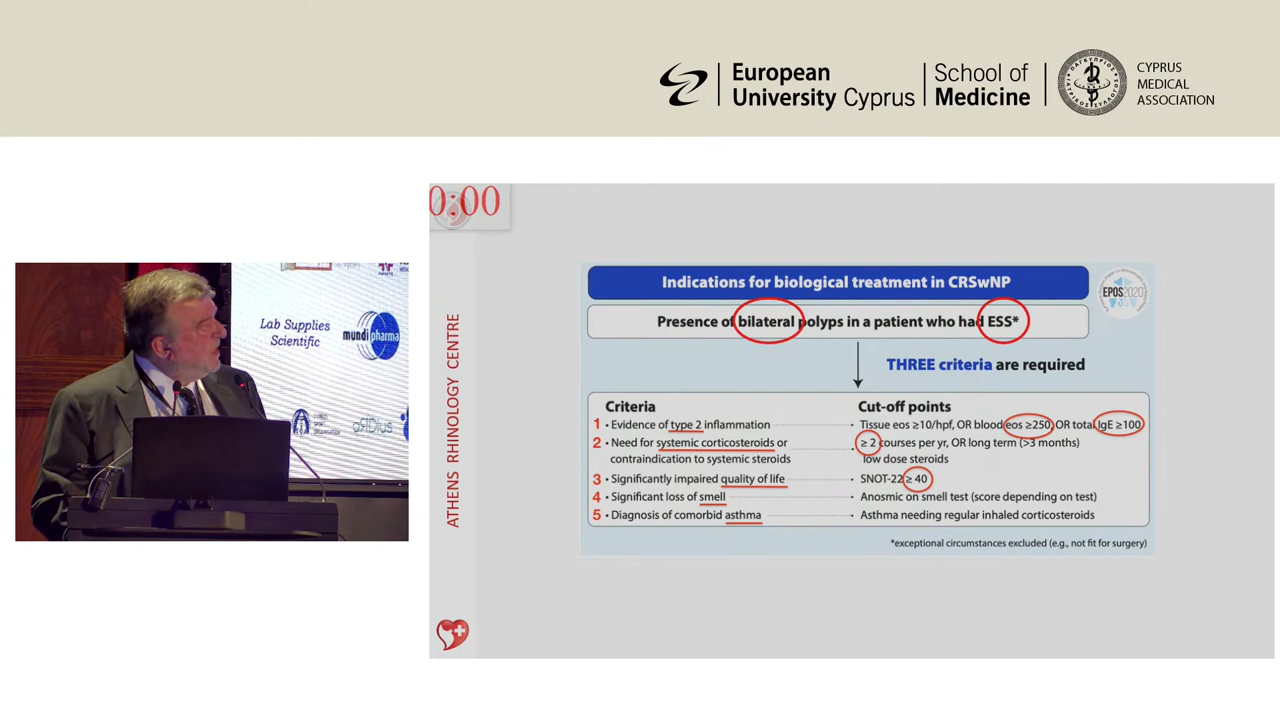 European
University Cyprus
School of
Medicine
CYPRUS
MEDICAL
ASSOCIATION
0:00
Lab Supplies
Scientific
mundipharma
ATHENS RHINOLOGY CENTRE
Indications for biological treatment in CRSwNP
EPOS2020
Presence of bilateral polyps in a patient who had ESS*
THREE criteria are required
Criteria Cut-off points
1 • Evidence of type 2 inflammation • Tissue eos ≥10/hpf, OR blood eos ≥250, OR total IgE ≥100
2 • Need for systemic corticosteroids or • ≥ 2 courses per yr, OR long term (>3 months)
contraindication to systemic steroids low dose steroids
3 • Significantly impaired quality of life • SNOT-22 ≥ 40
4 • Significant loss of smell • Anosmic on smell test (score depending on test)
5 • Diagnosis of comorbid asthma • Asthma needing regular inhaled corticosteroids
*exceptional circumstances excluded (e.g., not fit for surgery)